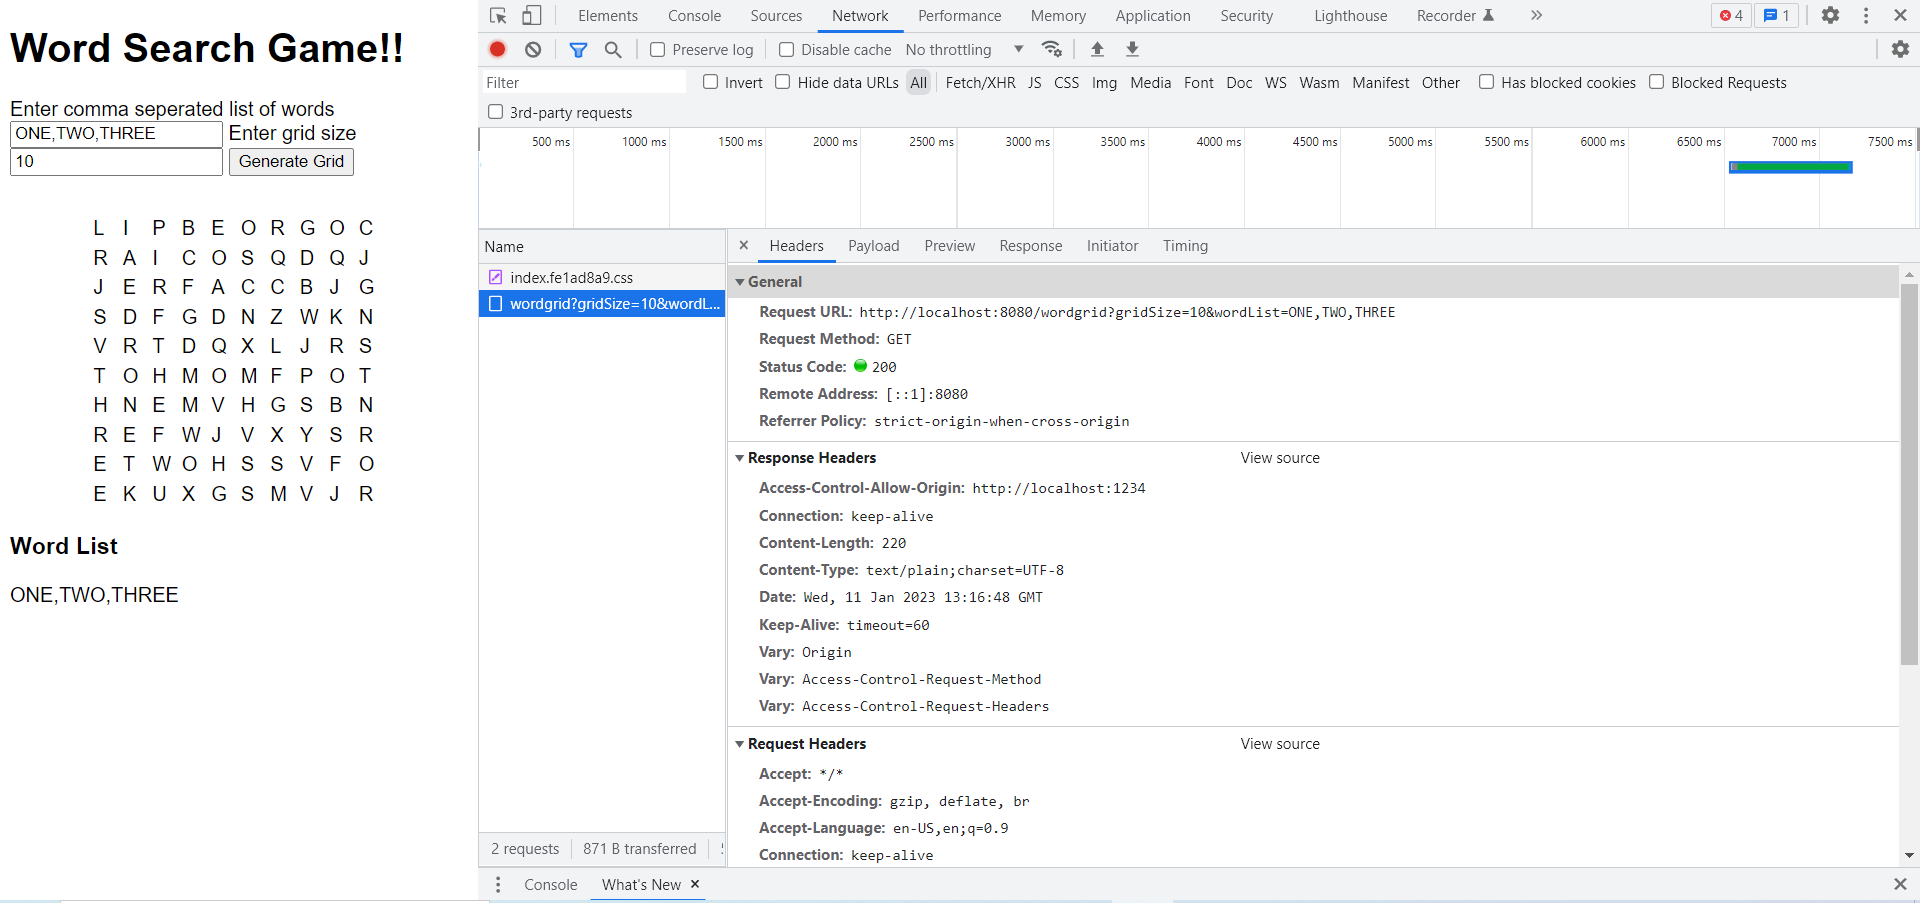 Word Search Game!!
Enter comma seperated list of words
ONE,TWO,THREE Enter grid size
10 Generate Grid
L I P B E O R G O C
R A I C O S Q D Q J
J E R F A C C B J G
S D F G D N Z W K N
V R T D Q X L J R S
T O H M O M F P O T
H N E M V H G S B N
R E F W J V X Y S R
E T W O H S S V F O
E K U X G S M V J R
Word List
ONE,TWO,THREE
Elements Console Sources Network Performance Memory Application Security Lighthouse Recorder 4 1
Preserve log Disable cache No throttling
Filter Invert Hide data URLs All Fetch/XHR JS CSS Img Media Font Doc WS Wasm Manifest Other Has blocked cookies Blocked Requests
3rd-party requests
500 ms 1000 ms 1500 ms 2000 ms 2500 ms 3000 ms 3500 ms 4000 ms 4500 ms 5000 ms 5500 ms 6000 ms 6500 ms 7000 ms 7500 ms
Name
index.fe1ad8a9.css
wordgrid?gridSize=10&wordL...
2 requests 871 B transferred
Headers Payload Preview Response Initiator Timing
General
Request URL: http://localhost:8080/wordgrid?gridSize=10&wordList=ONE,TWO,THREE
Request Method: GET
Status Code: 200
Remote Address: [::1]:8080
Referrer Policy: strict-origin-when-cross-origin
Response Headers View source
Access-Control-Allow-Origin: http://localhost:1234
Connection: keep-alive
Content-Length: 220
Content-Type: text/plain;charset=UTF-8
Date: Wed, 11 Jan 2023 13:16:48 GMT
Keep-Alive: timeout=60
Vary: Origin
Vary: Access-Control-Request-Method
Vary: Access-Control-Request-Headers
Request Headers View source
Accept: */*
Accept-Encoding: gzip, deflate, br
Accept-Language: en-US,en;q=0.9
Connection: keep-alive
Console What's New